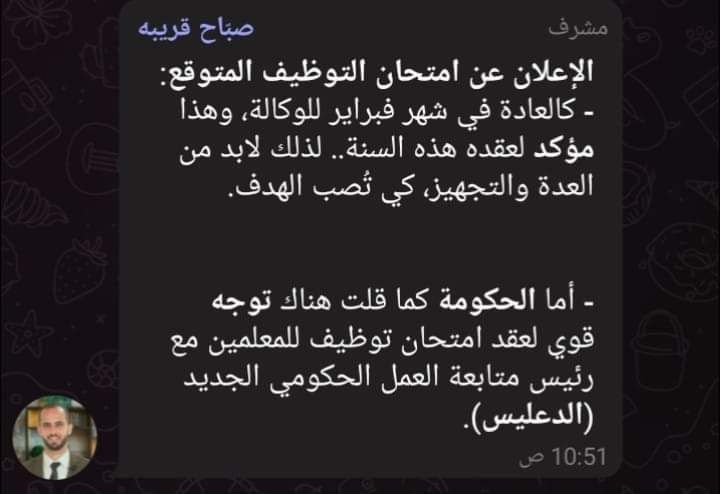 صبَاح قريبه
مشرف
الإعلان عن امتحان التوظيف المتوقع:
- كالعادة في شهر فبراير للوكالة، وهذا
مؤكد لعقده هذه السنة.. لذلك لابد من
العدة والتجهيز، كي تُصب الهدف.
- أما الحكومة كما قلت هناك توجه
قوي لعقد امتحان توظيف للمعلمين مع
رئيس متابعة العمل الحكومي الجديد
(الدعليس).
10:51 ص